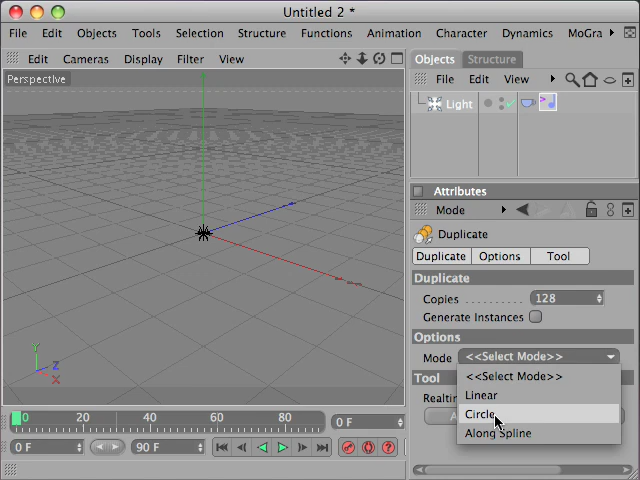 Untitled 2 *
File Edit Objects Tools Selection Structure Functions Animation Character Dynamics MoGra
Edit Cameras Display Filter View
Perspective
Y
Z
X
0 20 40 60 80
0 F
0 F
90 F
Objects Structure
File Edit View
Light
Attributes
Mode
Duplicate
Duplicate Options Tool
Duplicate
Copies 128
Generate Instances
Options
Mode <<Select Mode>>
<<Select Mode>>
Tool
Linear
Realtin
Circle
Along Spline